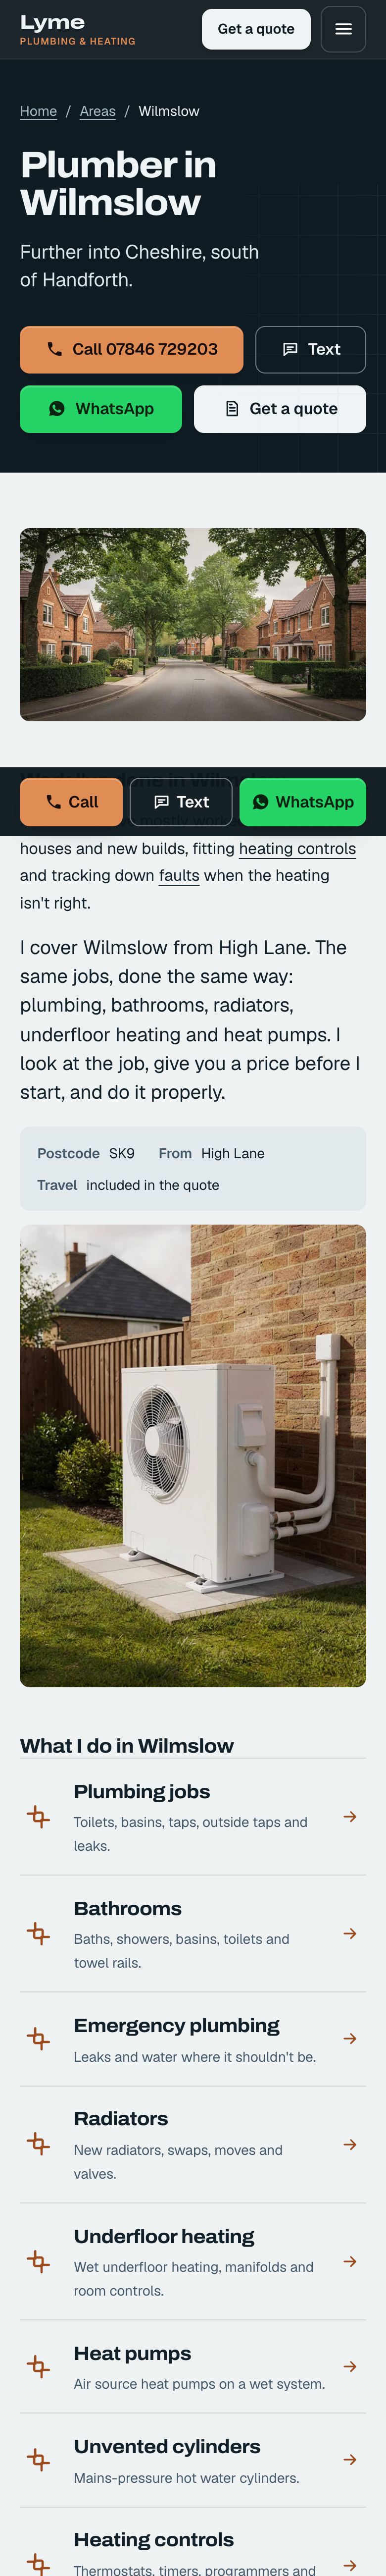 Lyme
PLUMBING & HEATING
Get a quote
Home / Areas / Wilmslow
Plumber in
Wilmslow
Further into Cheshire, south
of Handforth.
Call 07846 729203
Text
WhatsApp
Get a quote
Call
Text
WhatsApp
houses and new builds, fitting heating controls
and tracking down faults when the heating
isn't right.
I cover Wilmslow from High Lane. The
same jobs, done the same way:
plumbing, bathrooms, radiators,
underfloor heating and heat pumps. I
look at the job, give you a price before I
start, and do it properly.
Postcode SK9 From High Lane
Travel included in the quote
What I do in Wilmslow
Plumbing jobs
Toilets, basins, taps, outside taps and
leaks.
Bathrooms
Baths, showers, basins, toilets and
towel rails.
Emergency plumbing
Leaks and water where it shouldn't be.
Radiators
New radiators, swaps, moves and
valves.
Underfloor heating
Wet underfloor heating, manifolds and
room controls.
Heat pumps
Air source heat pumps on a wet system.
Unvented cylinders
Mains-pressure hot water cylinders.
Heating controls
Thermostats, timers, programmers and